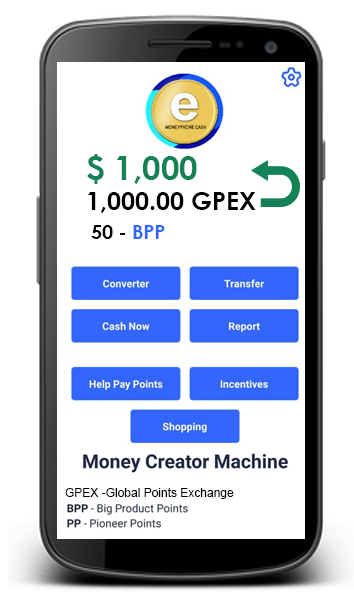 e
MONEYPHONE CASH
$ 1,000
1,000.00 GPEX
50 - BPP
Converter
Transfer
Cash Now
Report
Help Pay Points
Incentives
Shopping
Money Creator Machine
GPEX -Global Points Exchange
BPP - Big Product Points
PP - Pioneer Points